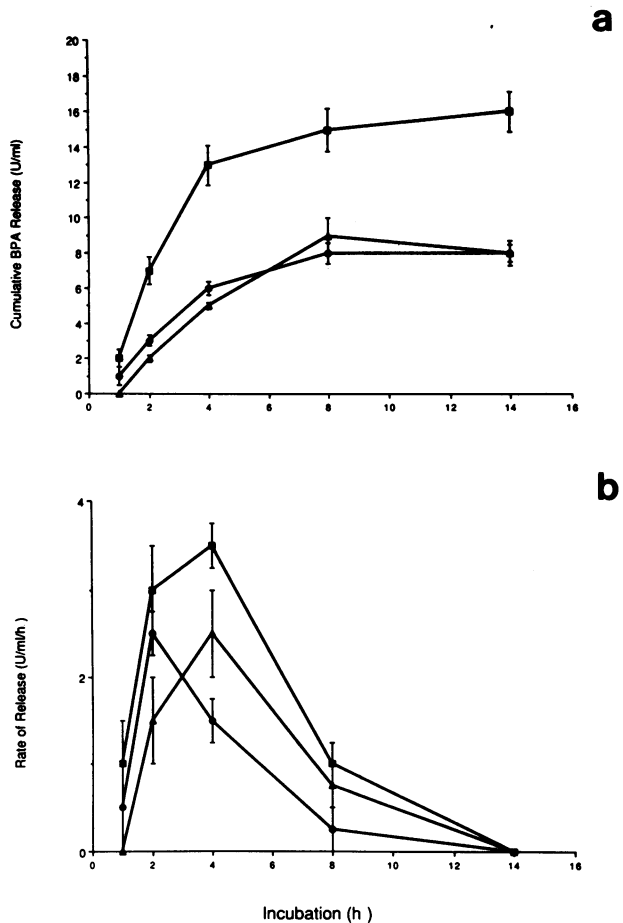 a
20
18
16
14
12
10
8
6
4
2
0
Cumulative BPA Release (U/ml)
0 2 4 6 8 10 12 14 16
b
4
2
0
Rate of Release (U/ml/h)
0 2 4 6 8 10 12 14 16
Incubation (h )